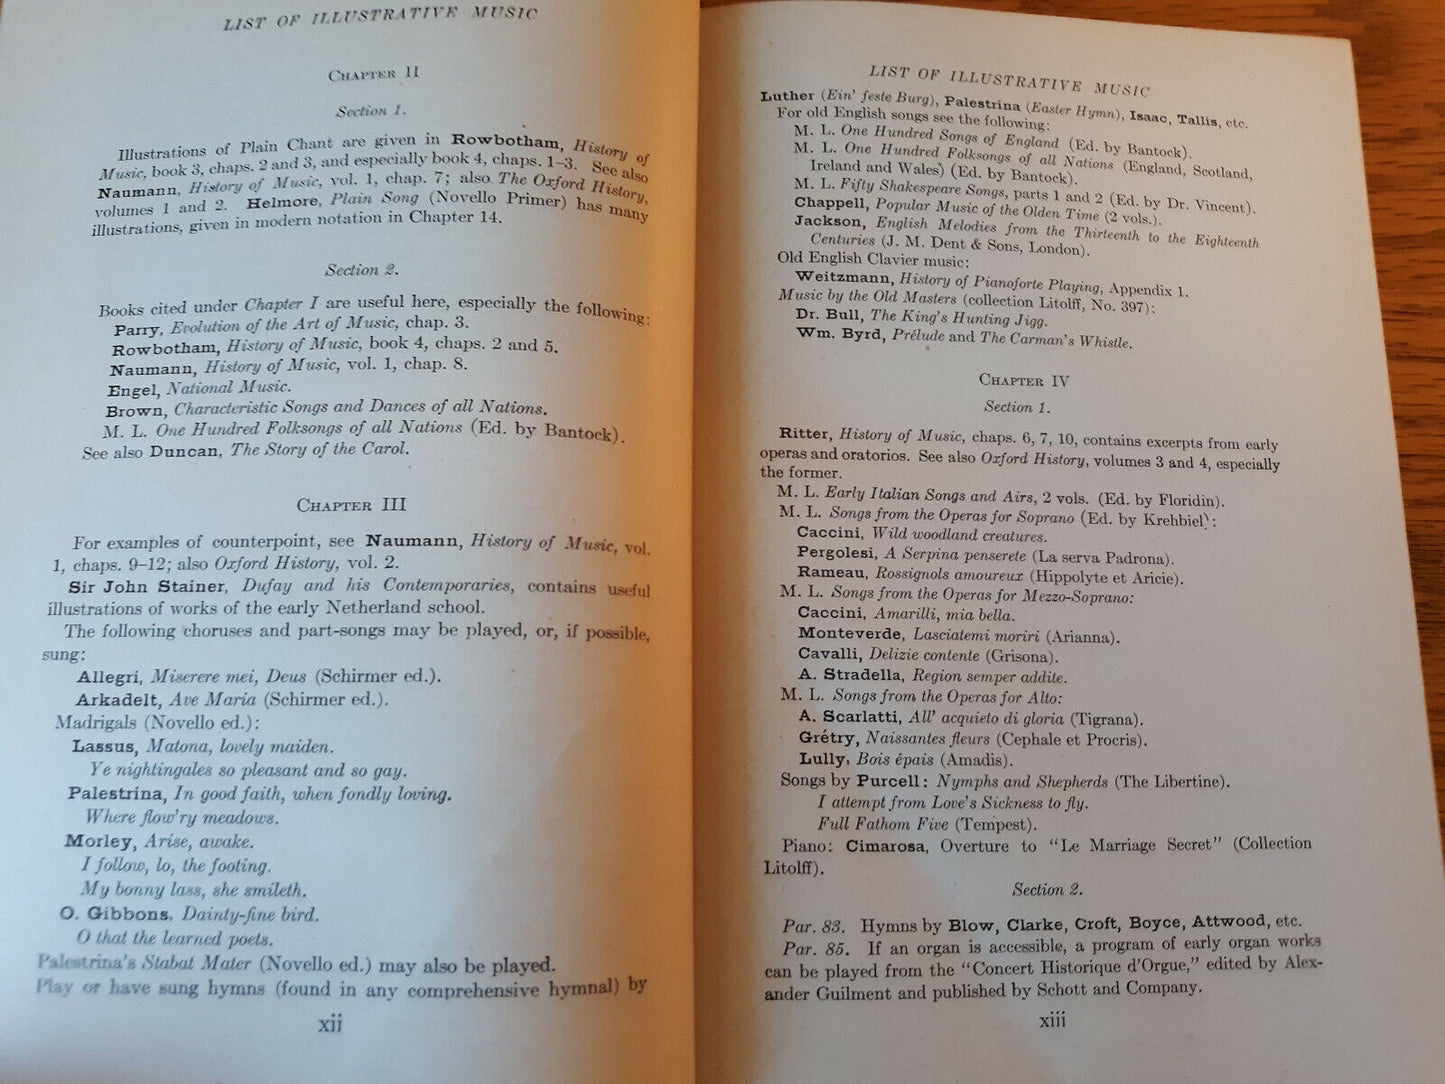 LIST OF ILLUSTRATIVE MUSIC
CHAPTER II
Section 1.
Illustrations of Plain Chant are given in Rowbotham, History of
Music, book 3, chaps. 2 and 3, and especially book 4, chaps. 1–3. See also
Naumann, History of Music, vol. 1, chap. 7; also The Oxford History,
volumes 1 and 2. Helmore, Plain Song (Novello Primer) has many
illustrations, given in modern notation in Chapter 14.
Section 2.
Books cited under Chapter I are useful here, especially the following:
Parry, Evolution of the Art of Music, chap. 3.
Rowbotham, History of Music, book 4, chaps. 2 and 5.
Naumann, History of Music, vol. 1, chap. 8.
Engel, National Music.
Brown, Characteristic Songs and Dances of all Nations.
M. L. One Hundred Folksongs of all Nations (Ed. by Bantock).
See also Duncan, The Story of the Carol.
CHAPTER III
For examples of counterpoint, see Naumann, History of Music, vol.
1, chaps. 9–12; also Oxford History, vol. 2.
Sir John Stainer, Dufay and his Contemporaries, contains useful
illustrations of works of the early Netherland school.
The following choruses and part-songs may be played, or, if possible,
sung:
Allegri, Miserere mei, Deus (Schirmer ed.).
Arkadelt, Ave Maria (Schirmer ed.).
Madrigals (Novello ed.):
Lassus, Matona, lovely maiden.
Ye nightingales so pleasant and so gay.
Palestrina, In good faith, when fondly loving.
Where flow'ry meadows.
Morley, Arise, awake.
I follow, lo, the footing.
My bonny lass, she smileth.
O. Gibbons, Dainty-fine bird.
O that the learned poets.
Palestrina's Stabat Mater (Novello ed.) may also be played.
Play or have sung hymns (found in any comprehensive hymnal) by
xii
LIST OF ILLUSTRATIVE MUSIC
Luther (Ein' feste Burg), Palestrina (Easter Hymn), Isaac, Tallis, etc.
For old English songs see the following:
M. L. One Hundred Songs of England (Ed. by Bantock).
M. L. One Hundred Folksongs of all Nations (England, Scotland,
Ireland and Wales) (Ed. by Bantock).
M. L. Fifty Shakespeare Songs, parts 1 and 2 (Ed. by Dr. Vincent).
Chappell, Popular Music of the Olden Time (2 vols.).
Jackson, English Melodies from the Thirteenth to the Eighteenth
Centuries (J. M. Dent & Sons, London).
Old English Clavier music:
Weitzmann, History of Pianoforte Playing, Appendix 1.
Music by the Old Masters (collection Litolff, No. 397):
Dr. Bull, The King's Hunting Jigg.
Wm. Byrd, Prélude and The Carman's Whistle.
CHAPTER IV
Section 1.
Ritter, History of Music, chaps. 6, 7, 10, contains excerpts from early
operas and oratorios. See also Oxford History, volumes 3 and 4, especially
the former.
M. L. Early Italian Songs and Airs, 2 vols. (Ed. by Floridin).
M. L. Songs from the Operas for Soprano (Ed. by Krehbiel):
Caccini, Wild woodland creatures.
Pergolesi, A Serpina penserete (La serva Padrona).
Rameau, Rossignols amoureux (Hippolyte et Aricie).
M. L. Songs from the Operas for Mezzo-Soprano:
Caccini, Amarilli, mia bella.
Monteverde, Lasciatemi moriri (Arianna).
Cavalli, Delizie contente (Grisona).
A. Stradella, Region semper addite.
M. L. Songs from the Operas for Alto:
A. Scarlatti, All' acquieto di gloria (Tigrana).
Grétry, Naissantes fleurs (Cephale et Procris).
Lully, Bois épais (Amadis).
Songs by Purcell: Nymphs and Shepherds (The Libertine).
I attempt from Love's Sickness to fly.
Full Fathom Five (Tempest).
Piano: Cimarosa, Overture to "Le Marriage Secret" (Collection
Litolff).
Section 2.
Par. 83. Hymns by Blow, Clarke, Croft, Boyce, Attwood, etc.
Par. 85. If an organ is accessible, a program of early organ works
can be played from the "Concert Historique d'Orgue," edited by Alex-
ander Guilment and published by Schott and Company.
xiii